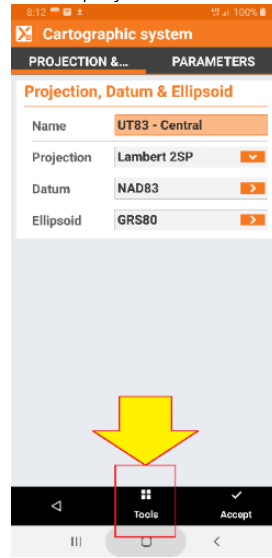 8:12 100%
Cartographic system
PROJECTION &... PARAMETERS
Projection, Datum & Ellipsoid
Name UT83 - Central
Projection Lambert 2SP
Datum NAD83
Ellipsoid GRS80
Tools Accept